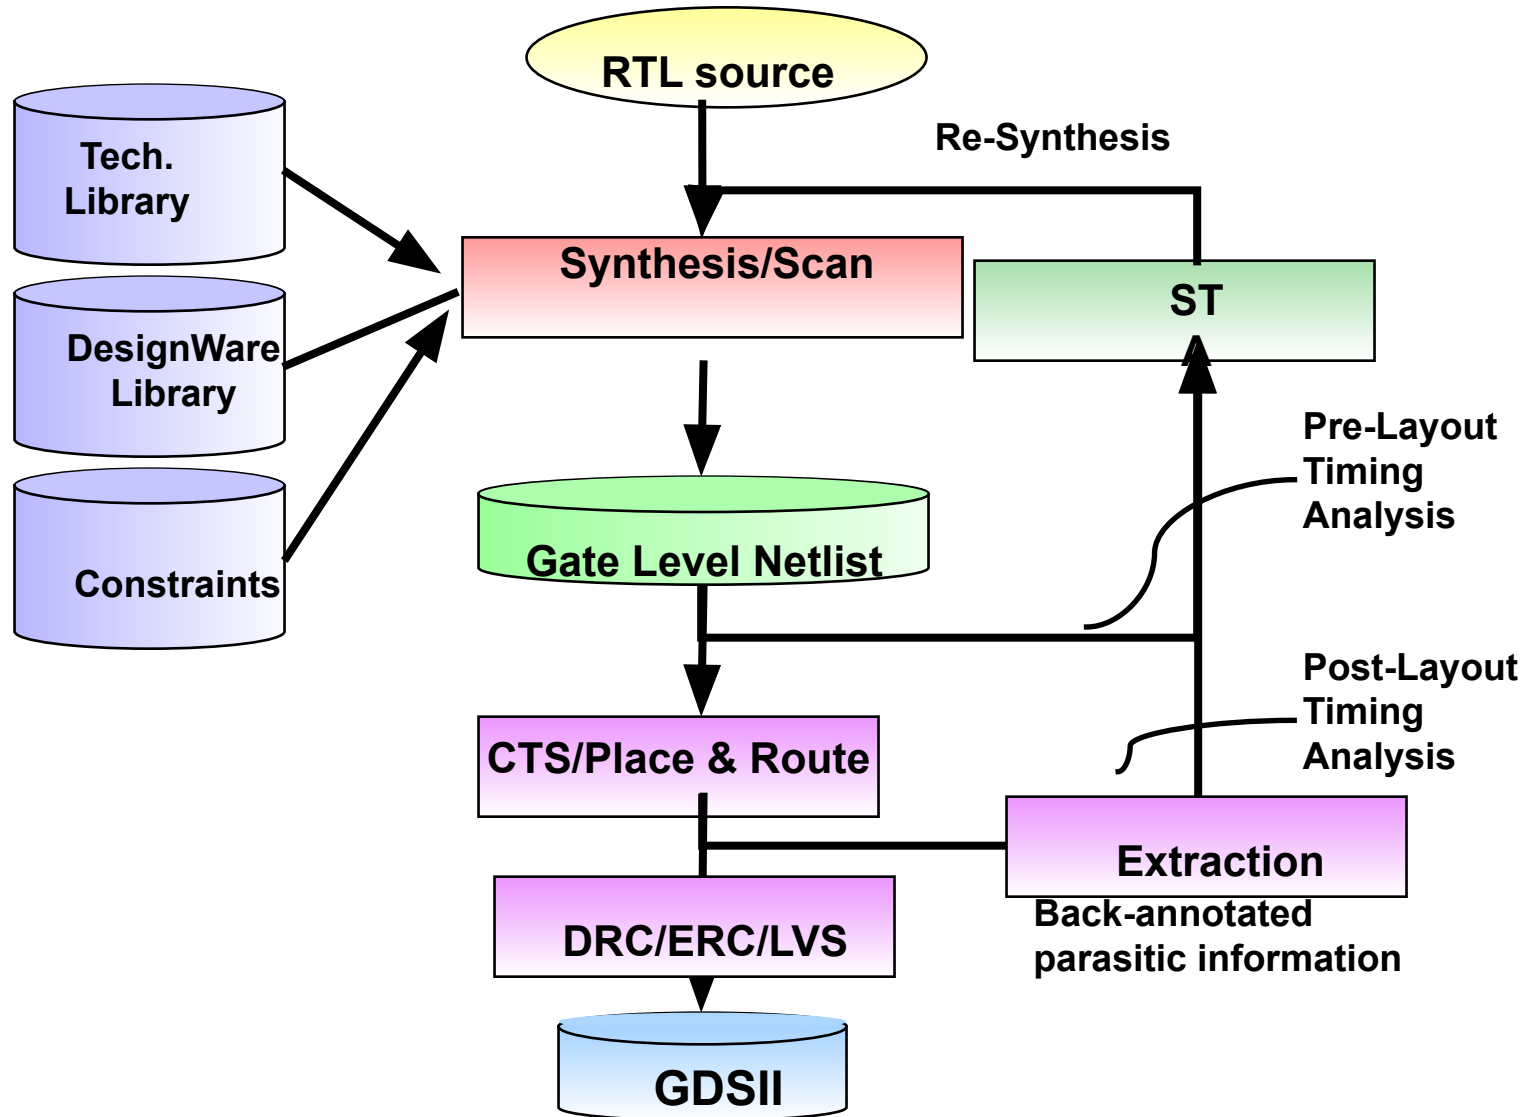 RTL source
Re-Synthesis
Tech.
Library
Synthesis/Scan
ST
A
DesignWare
Library
Pre-Layout
Timing
Analysis
Gate Level Netlist
Constraints
Post-Layout
Timing
Analysis
CTS/Place & Route
Extraction
Back-annotated
parasitic information
DRC/ERC/LVS
GDSII